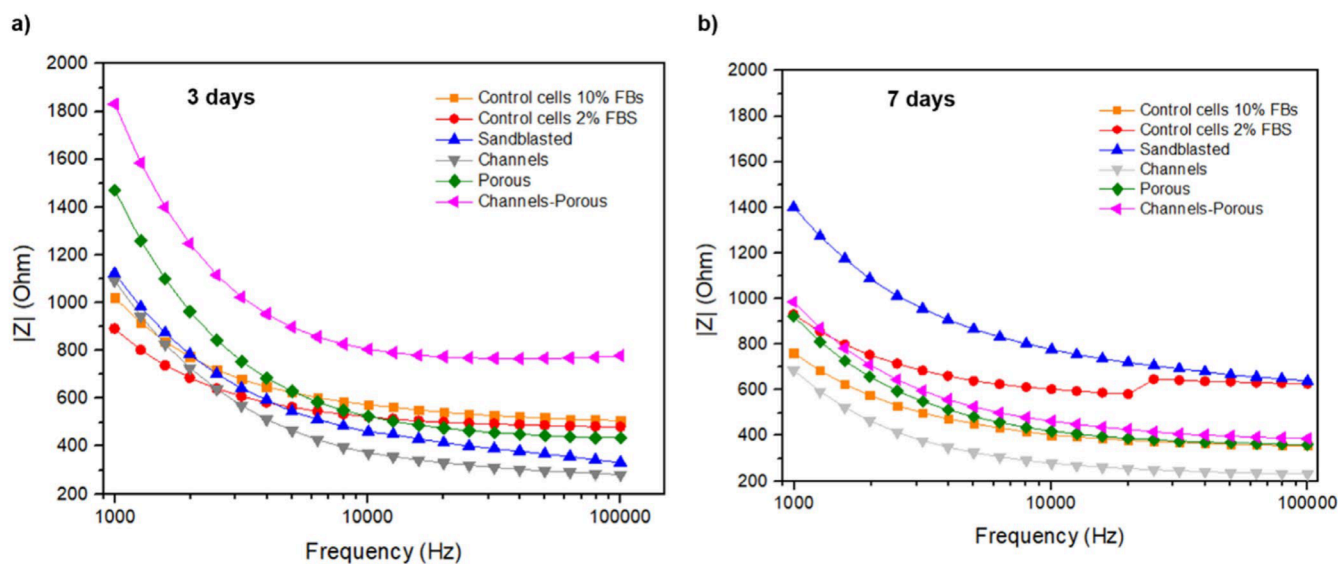 a)
2000
1800
1600
1400
1200
1000
800
600
400
200
|Z| (Ohm)
3 days
Control cells 10% FBs
Control cells 2% FBS
Sandblasted
Channels
Porous
Channels-Porous
1000
10000
100000
Frequency (Hz)
b)
2000
1800
1600
1400
1200
1000
800
600
400
200
|Z| (Ohm)
7 days
Control cells 10% FBs
Control cells 2% FBS
Sandblasted
Channels
Porous
Channels-Porous
1000
10000
100000
Frequency (Hz)